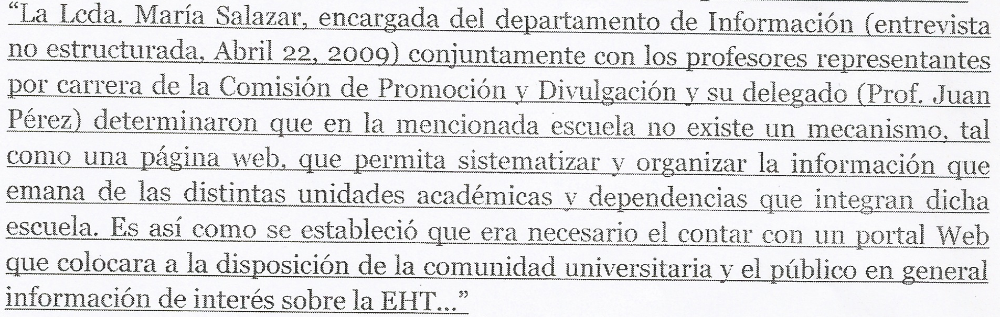 “La Lcda. María Salazar, encargada del departamento de Información (entrevista
no estructurada, Abril 22, 2009) conjuntamente con los profesores representantes
por carrera de la Comisión de Promoción y Divulgación y su delegado (Prof. Juan
Pérez) determinaron que en la mencionada escuela no existe un mecanismo, tal
como una página web, que permita sistematizar y organizar la información que
emana de las distintas unidades académicas y dependencias que integran dicha
escuela. Es así como se estableció que era necesario el contar con un portal Web
que colocara a la disposición de la comunidad universitaria y el público en general
información de interés sobre la EHT...”